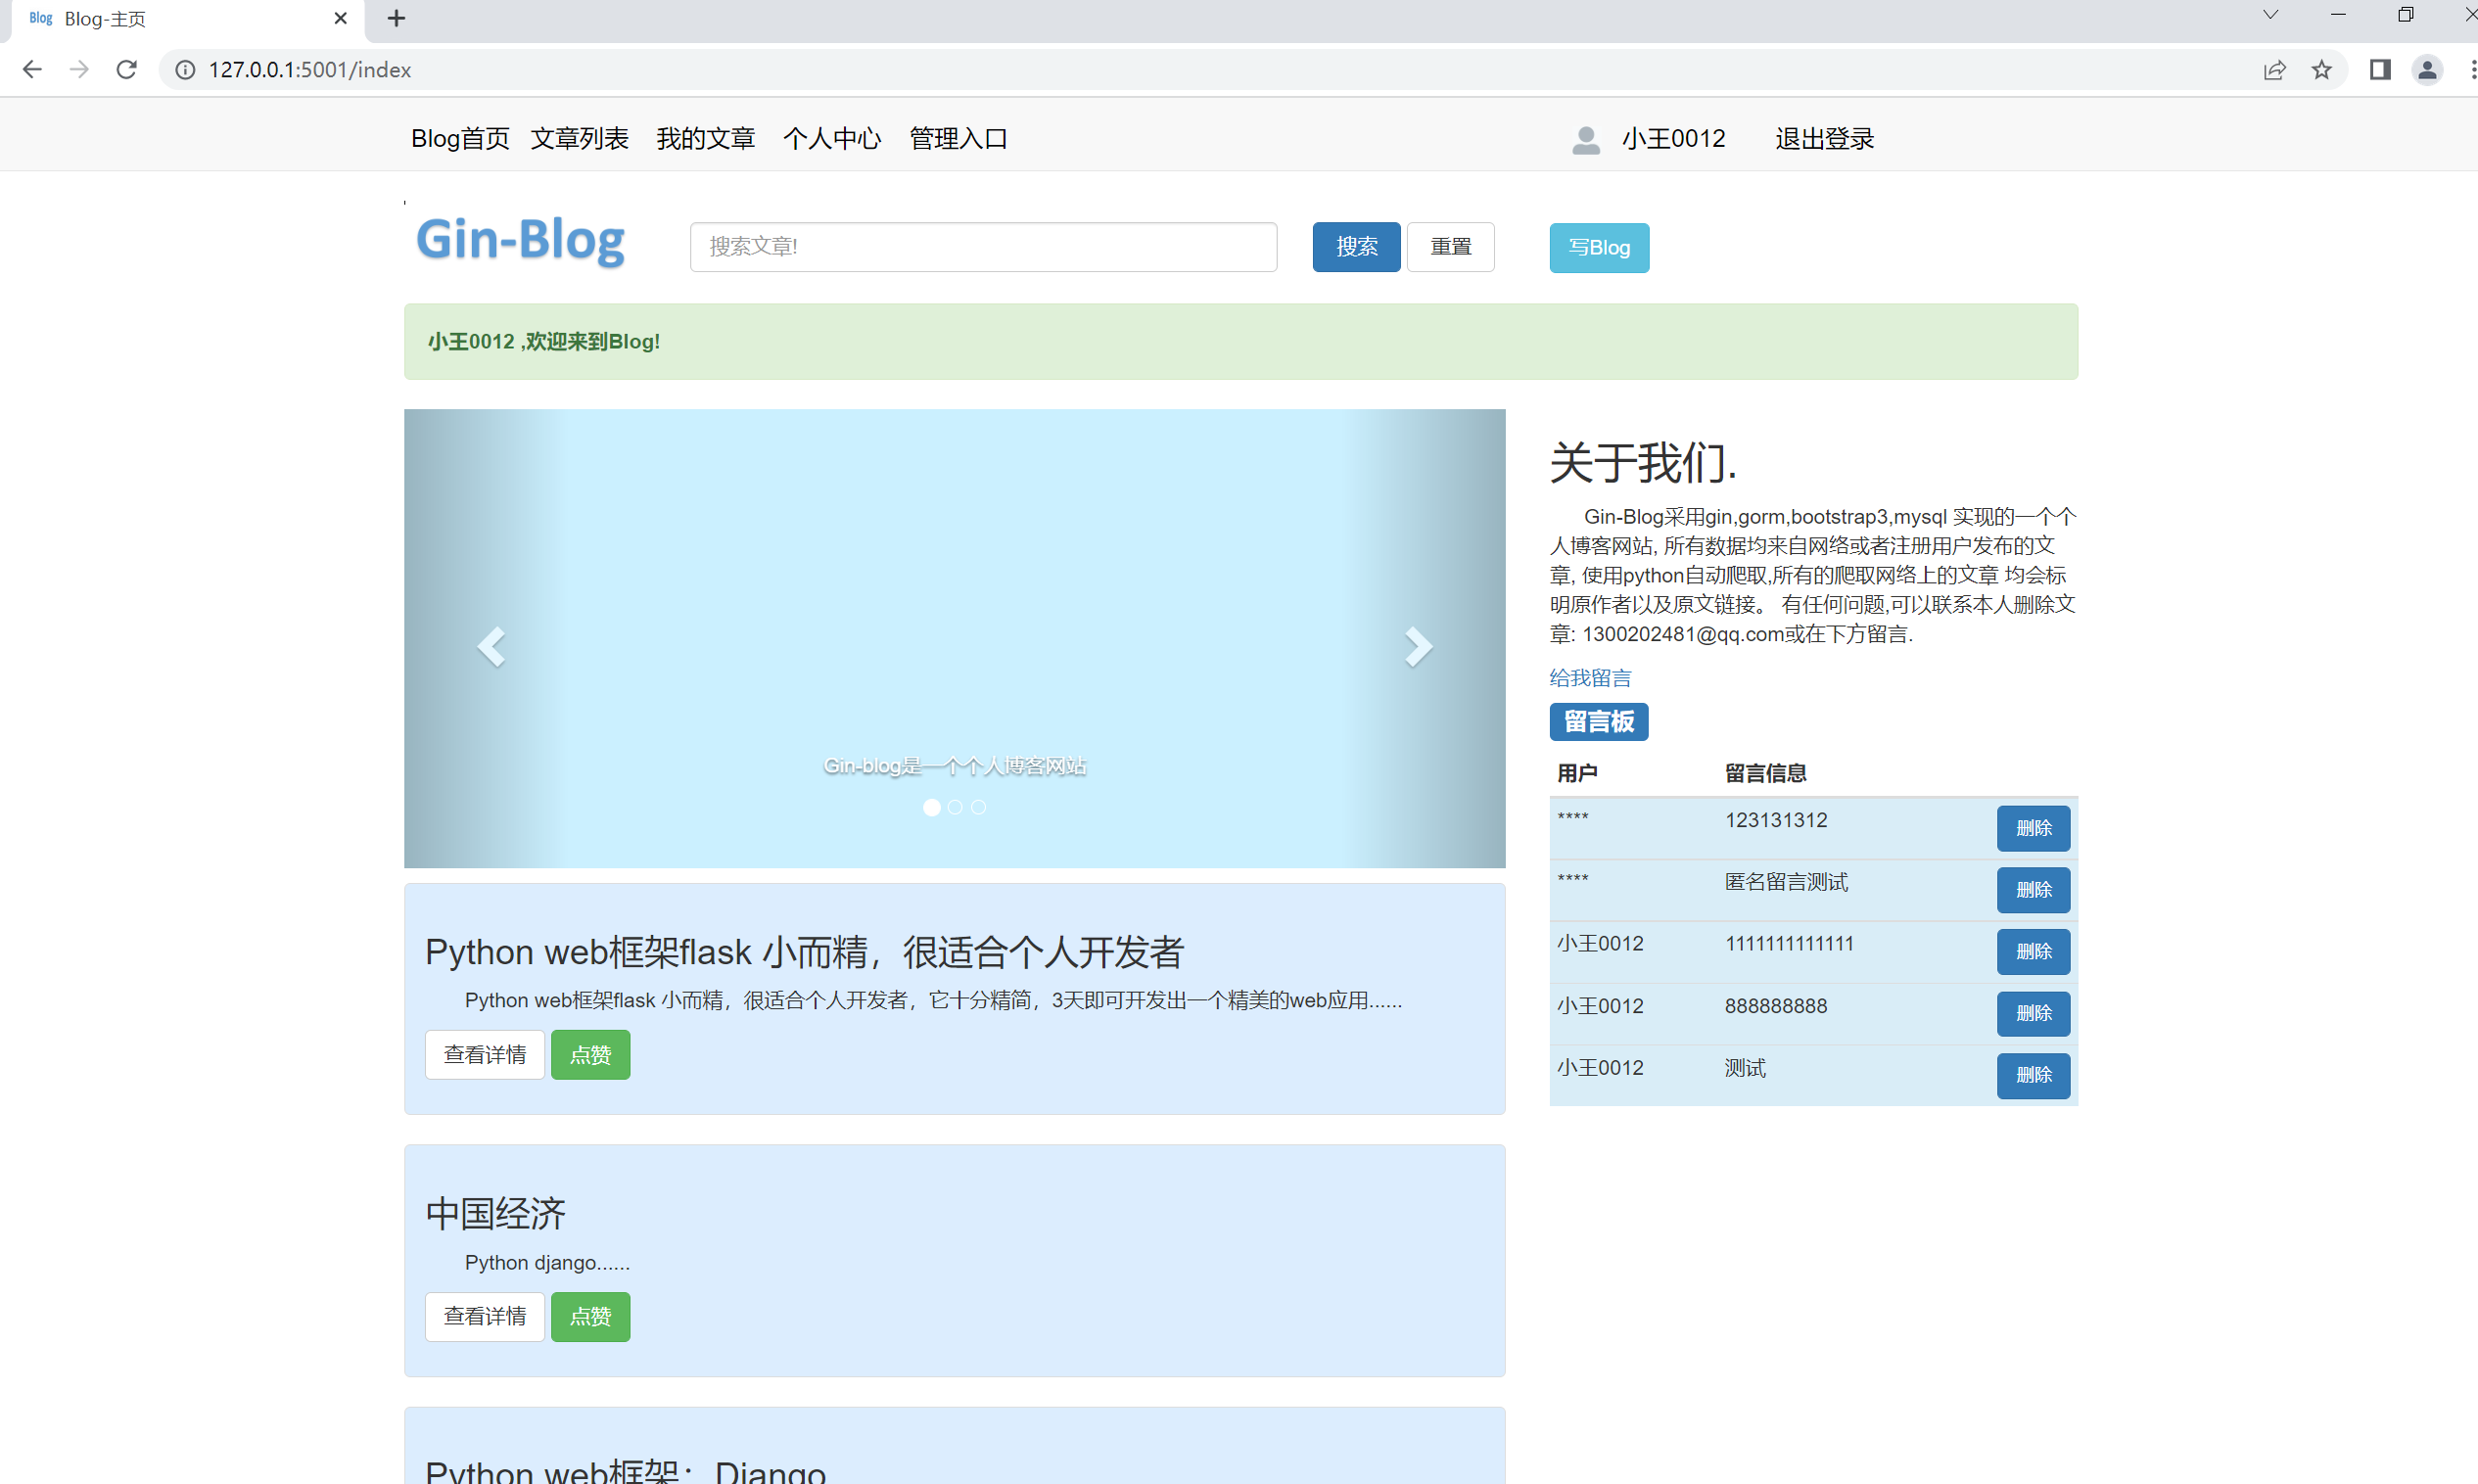 Blog Blog-主页
127.0.0.1:5001/index
Blog首页 文章列表 我的文章 个人中心 管理入口 小王0012 退出登录
Gin-Blog 搜索文章! 搜索 重置 写Blog
小王0012 ,欢迎来到Blog!
Gin-blog是一个个人博客网站
Python web框架flask 小而精，很适合个人开发者
Python web框架flask 小而精，很适合个人开发者，它十分精简，3天即可开发出一个精美的web应用......
查看详情 点赞
中国经济
Python django......
查看详情 点赞
Python web框架：Django
关于我们.
Gin-Blog采用gin,gorm,bootstrap3,mysql 实现的一个个
人博客网站, 所有数据均来自网络或者注册用户发布的文
章, 使用python自动爬取,所有的爬取网络上的文章 均会标
明原作者以及原文链接。 有任何问题,可以联系本人删除文
章: 1300202481@qq.com或在下方留言.
给我留言
留言板
用户 留言信息
**** 123131312 删除
**** 匿名留言测试 删除
小王0012 1111111111111 删除
小王0012 888888888 删除
小王0012 测试 删除